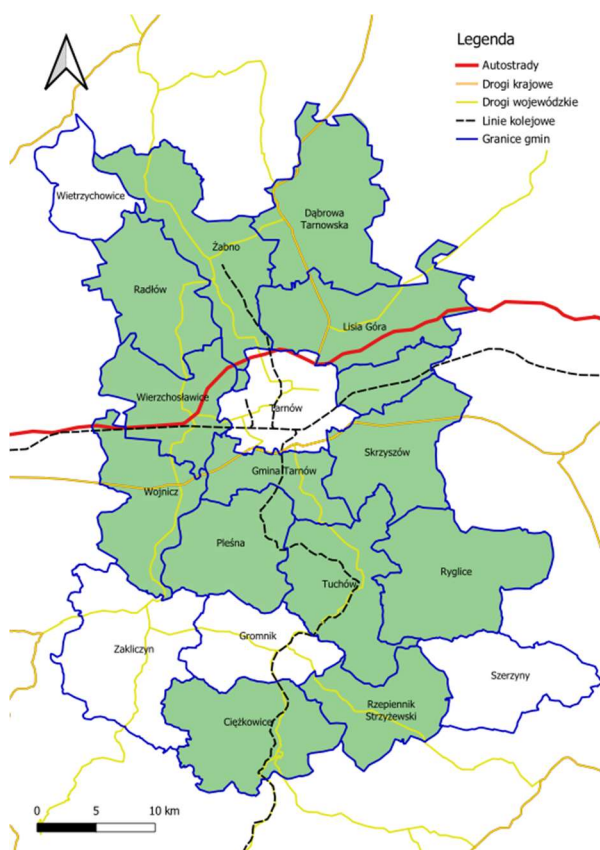 Legenda
Autostrady
Drogi krajowe
Drogi wojewódzkie
Linie kolejowe
Granice gmin
Wietrzychowice
Dąbrowa
Tarnowska
Żabno
Radłów
Lisia Góra
Wierzchosławice
Tarnów
Skrzyszów
Gmina Tarnów
Wojnicz
Pleśna
Ryglice
Tuchów
Gromnik
Zakliczyn
Szerzyny
Rzepiennik
Strzyżewski
Ciężkowice
0 5 10 km